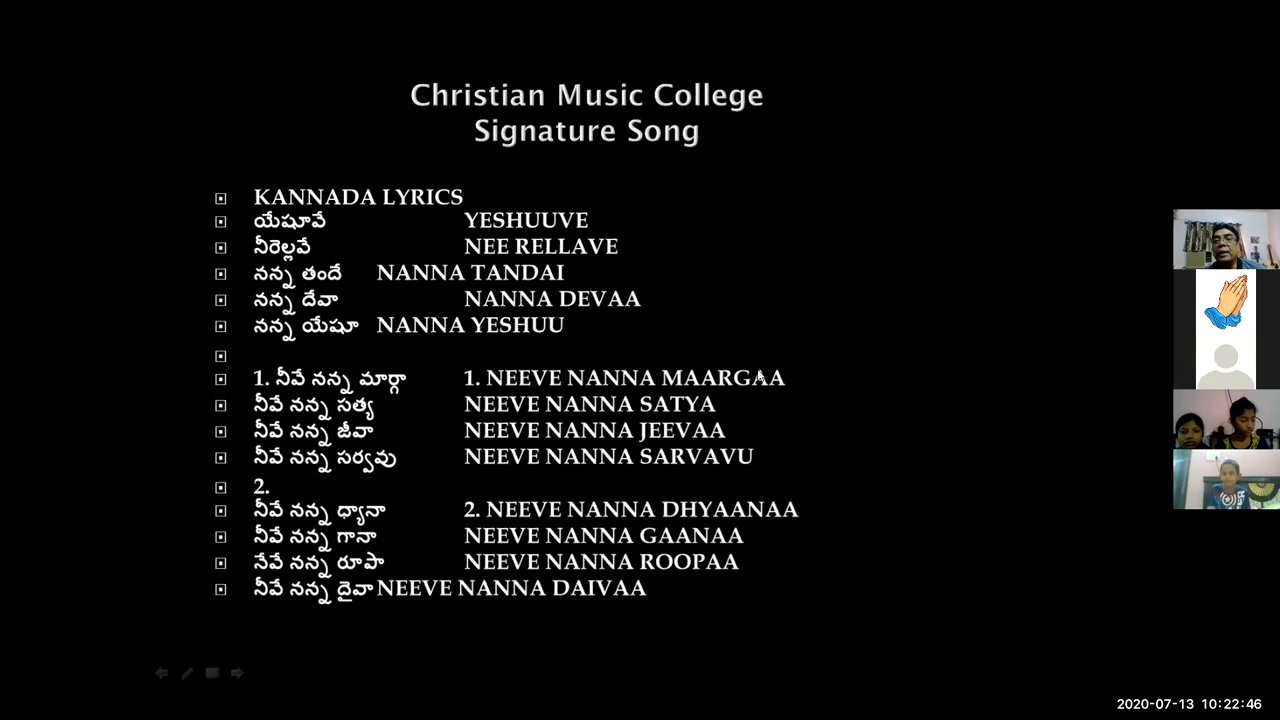 Christian Music College
Signature Song
KANNADA LYRICS
యేషూవే YESHUUVE
నీరెల్లవే NEE RELLAVE
నన్న తందే NANNA TANDAI
నన్న దేవా NANNA DEVAA
నన్న యేషూ NANNA YESHUU
1. నీవే నన్న మార్గా 1. NEEVE NANNA MAARGAA
నీవే నన్న సత్య NEEVE NANNA SATYA
నీవే నన్న జీవా NEEVE NANNA JEEVAA
నీవే నన్న సర్వవు NEEVE NANNA SARVAVU
2.
నీవే నన్న ధ్యానా 2. NEEVE NANNA DHYAANAA
నీవే నన్న గానా NEEVE NANNA GAANAA
నేవే నన్న రూపా NEEVE NANNA ROOPAA
నీవే నన్న దైవా NEEVE NANNA DAIVAA
2020-07-13 10:22:46